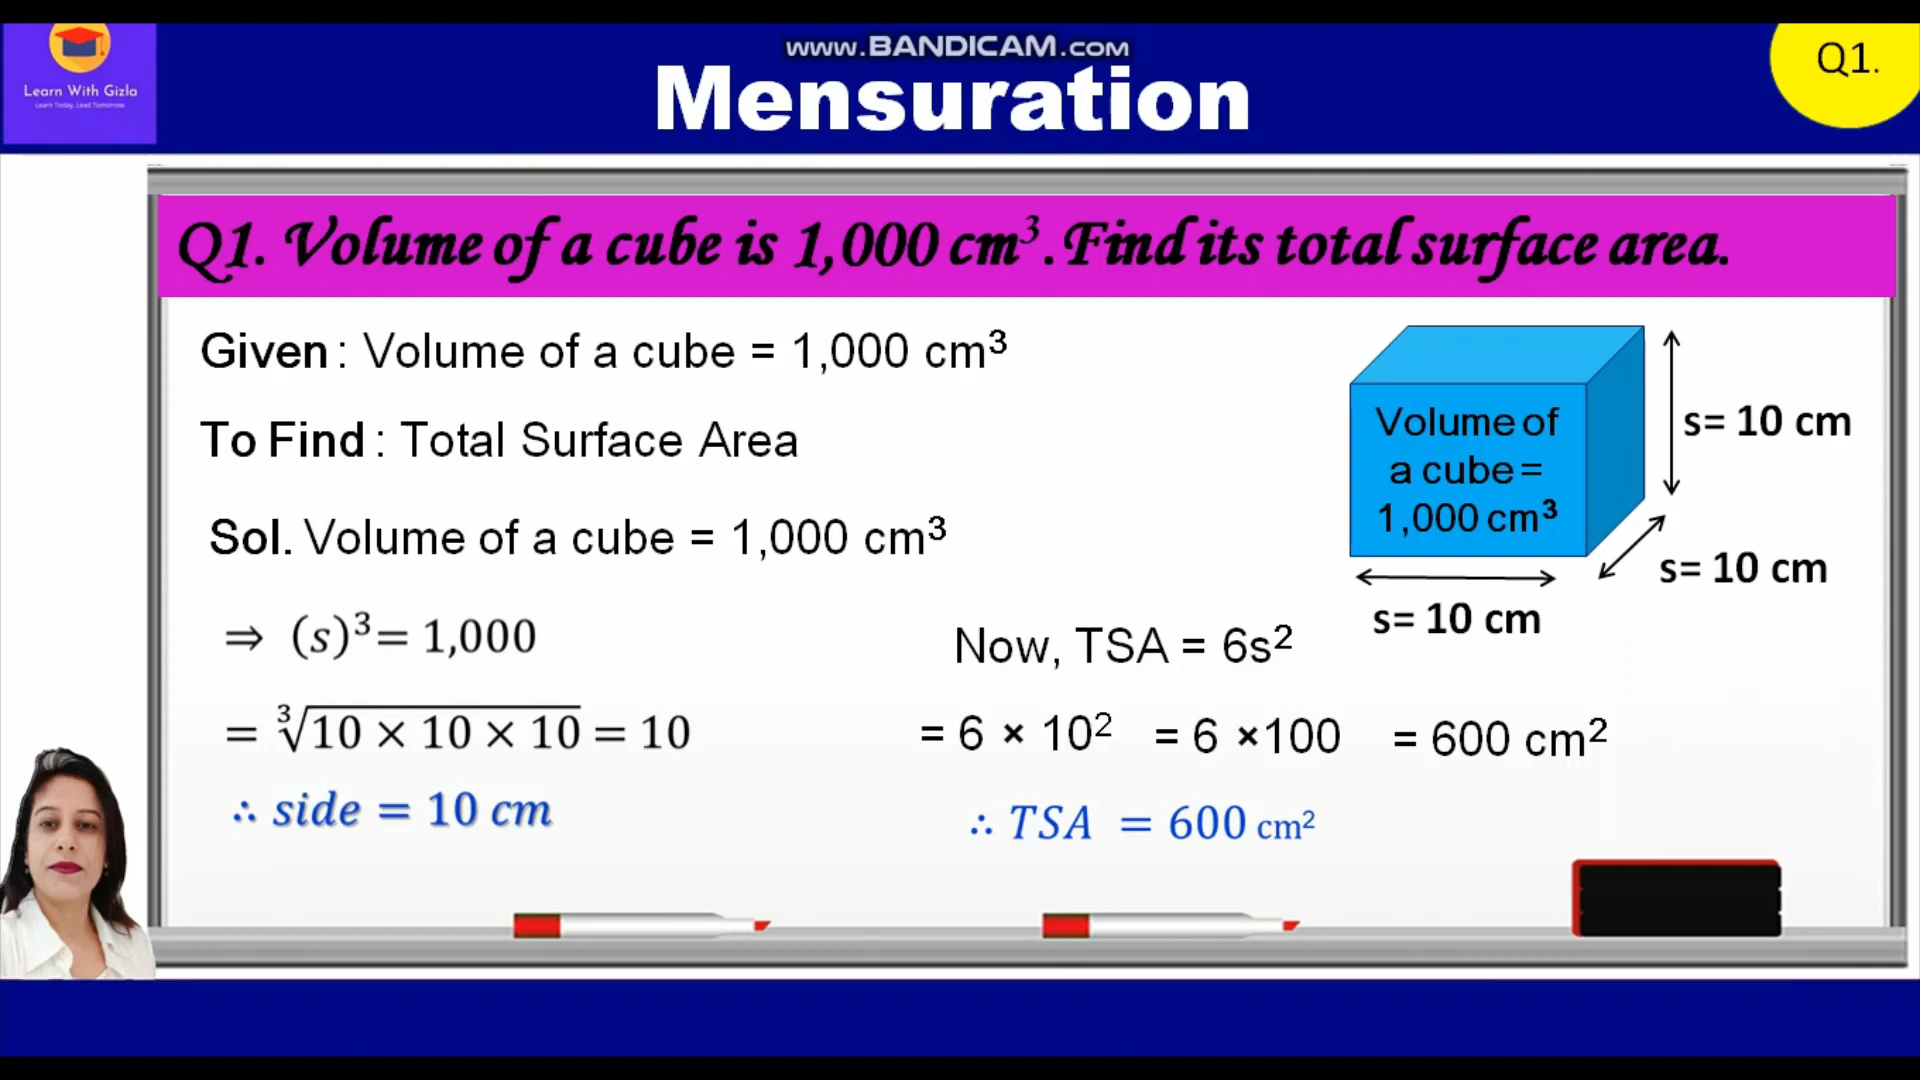 www.BANDICAM.com
Mensuration
Q1.
Learn With Gizla
Learn Today, Lead Tomorrow
Q1. Volume of a cube is 1,000 cm³. Find its total surface area.
Given : Volume of a cube = 1,000 cm³
To Find : Total Surface Area
Sol. Volume of a cube = 1,000 cm³
⇒ (s)³= 1,000
= ∛10 × 10 × 10 = 10
∴ side = 10 cm
Volume of
a cube =
1,000 cm³
s= 10 cm
s= 10 cm
s= 10 cm
Now, TSA = 6s²
= 6 × 10² = 6 ×100 = 600 cm²
∴ TSA = 600 cm²